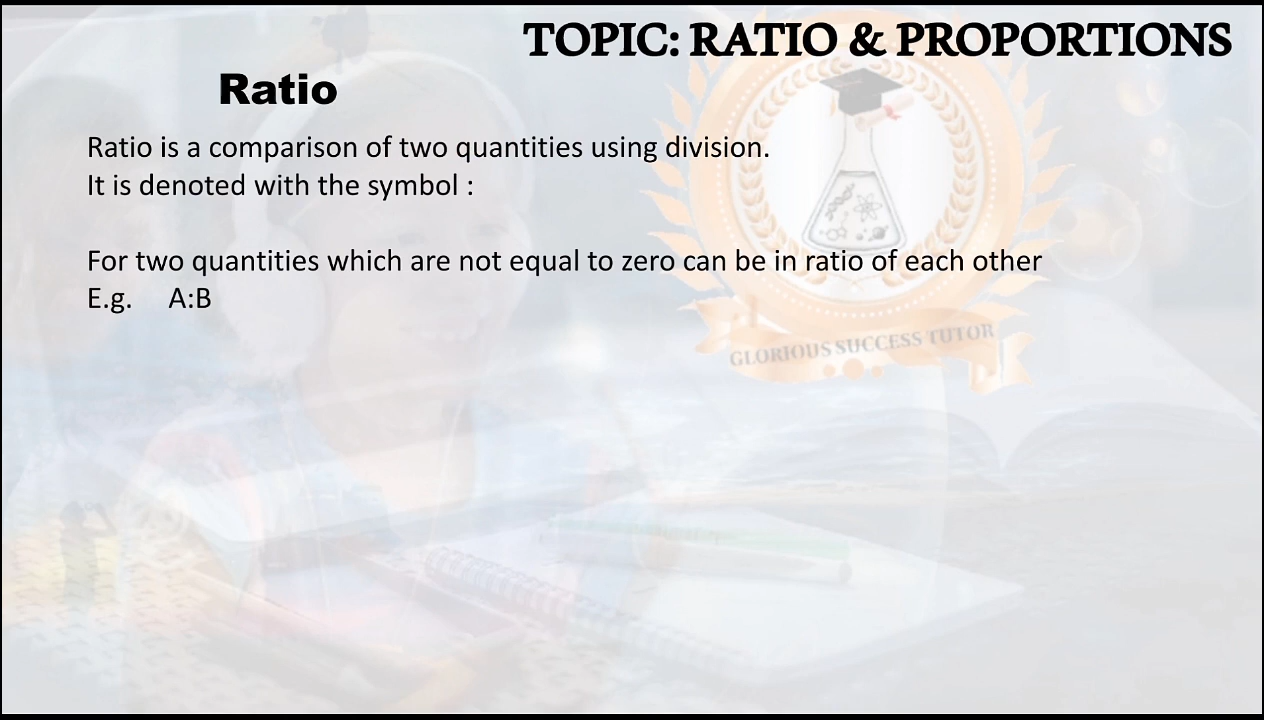 TOPIC: RATIO & PROPORTIONS
Ratio
Ratio is a comparison of two quantities using division.
It is denoted with the symbol :
For two quantities which are not equal to zero can be in ratio of each other
E.g. A:B
GLORIOUS SUCCESS TUTOR